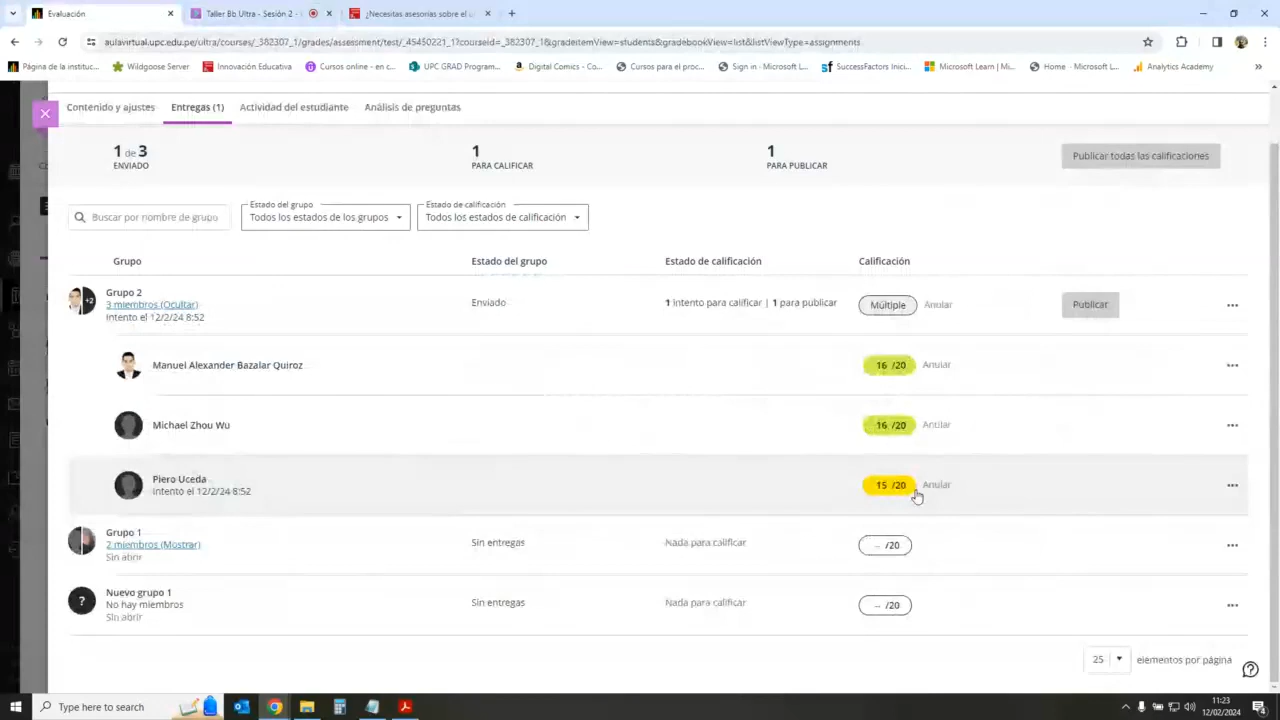 Evaluación
Taller Bb Ultra - Sesión 2 -
¿Necesitas asesorías sobre el u
aulavirtual.upc.edu.pe/ultra/courses/_382307_1/grades/assessment/test/_45450221_1?courseId=_382307_1&gradeitemView=students&gradebookView=list&listViewType=assignments
Página de la instituc...
Wildgoose Server
Innovación Educativa
Cursos online - en c...
UPC GRAD Program...
Digital Comics - Co...
Cursos para el proc...
Sign in - Microsoft L...
SuccessFactors Inici...
Microsoft Learn | Mi...
Home - Microsoft L...
Analytics Academy
Contenido y ajustes
Entregas (1)
Actividad del estudiante
Análisis de preguntas
1 de 3
ENVIADO
1
PARA CALIFICAR
1
PARA PUBLICAR
Publicar todas las calificaciones
Buscar por nombre de grupo
Estado del grupo
Todos los estados de los grupos
Estado de calificación
Todos los estados de calificación
Grupo
Estado del grupo
Estado de calificación
Calificación
+2
Grupo 2
3 miembros (Ocultar)
Intento el 12/2/24 8:52
Enviado
1 intento para calificar | 1 para publicar
Múltiple
Anular
Publicar
Manuel Alexander Bazalar Quiroz
16 /20
Anular
Michael Zhou Wu
16 /20
Anular
Piero Uceda
Intento el 12/2/24 8:52
15 /20
Anular
Grupo 1
2 miembros (Mostrar)
Sin abrir
Sin entregas
Nada para calificar
-- /20
?
Nuevo grupo 1
No hay miembros
Sin abrir
Sin entregas
Nada para calificar
-- /20
25
elementos por página
Type here to search
11:23
12/02/2024